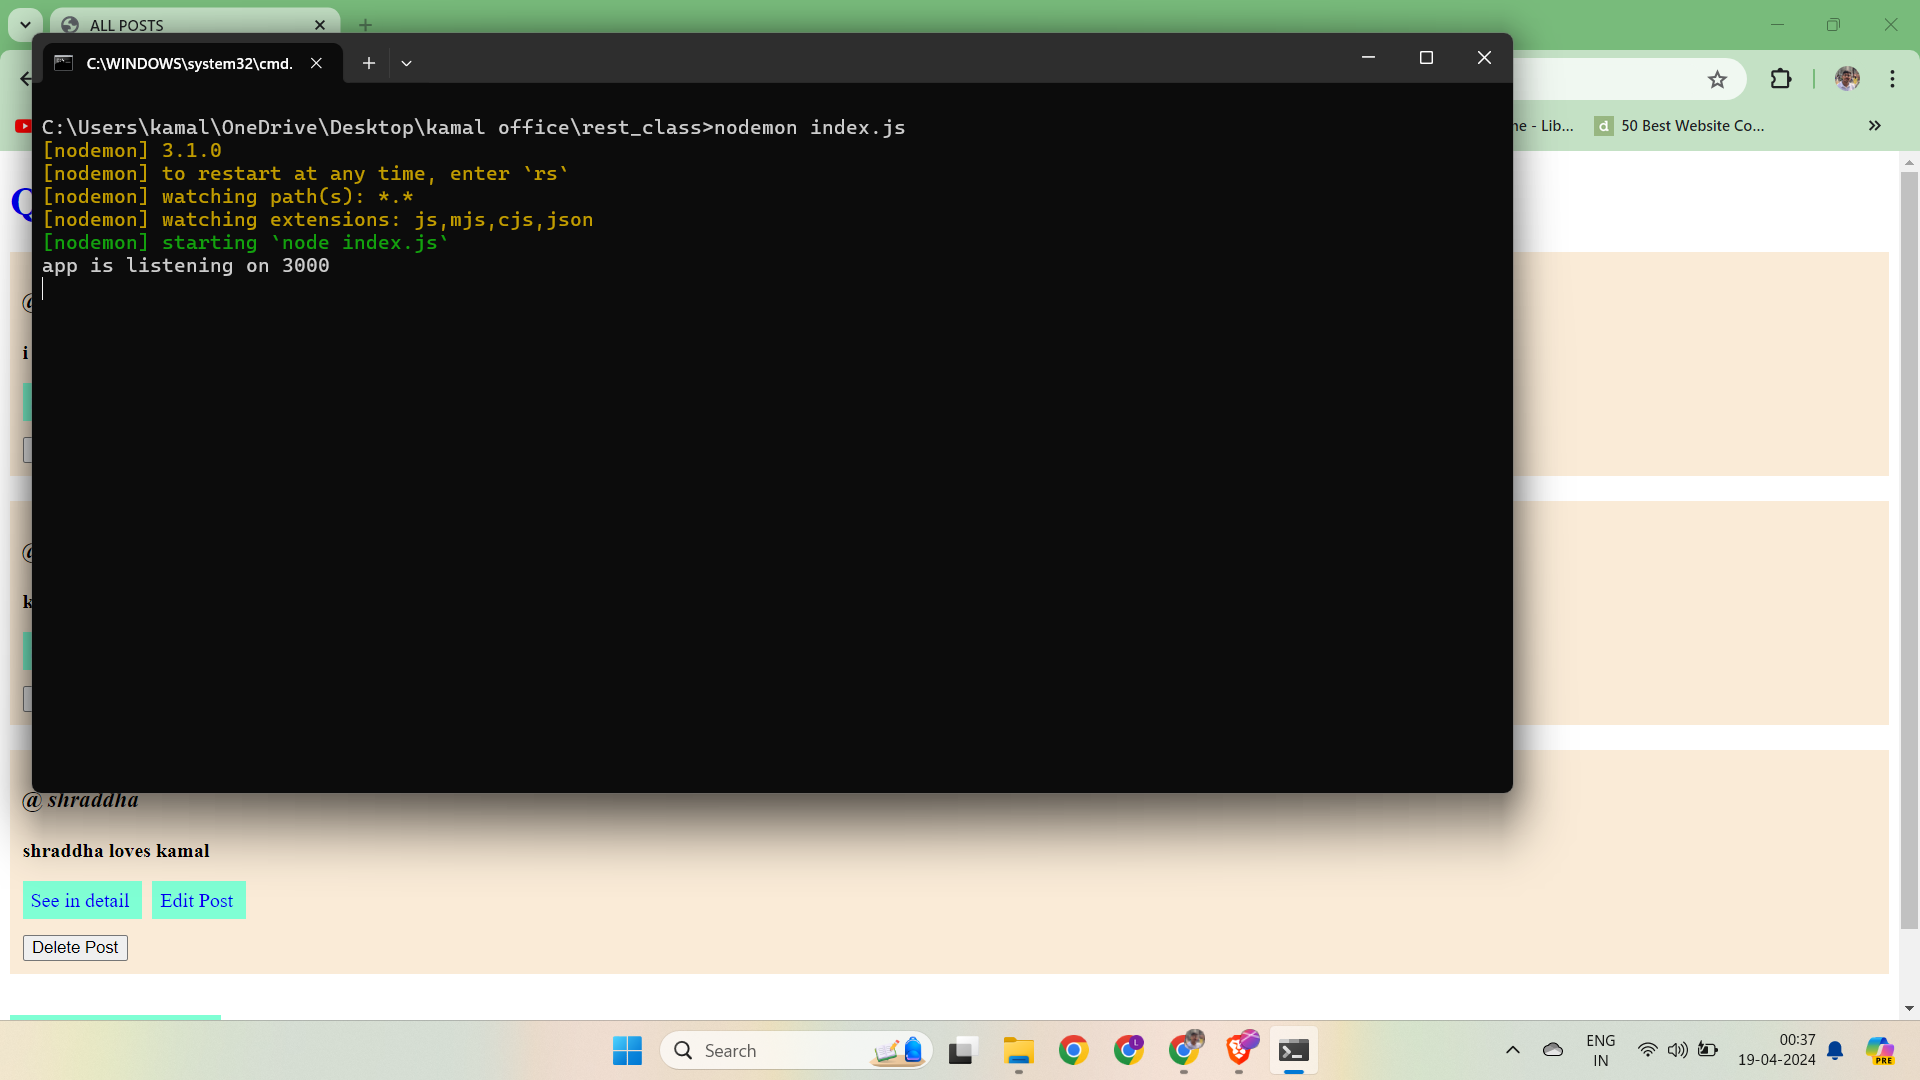 ALL POSTS
C:\WINDOWS\system32\cmd.
C:\Users\kamal\OneDrive\Desktop\kamal office\rest_class>nodemon index.js
[nodemon] 3.1.0
[nodemon] to restart at any time, enter `rs`
[nodemon] watching path(s): *.*
[nodemon] watching extensions: js,mjs,cjs,json
[nodemon] starting `node index.js`
app is listening on 3000
- Lib... 50 Best Website Co...
@ shraddha
shraddha loves kamal
See in detail Edit Post
Delete Post
Search
ENG
IN
00:37
19-04-2024
PRE